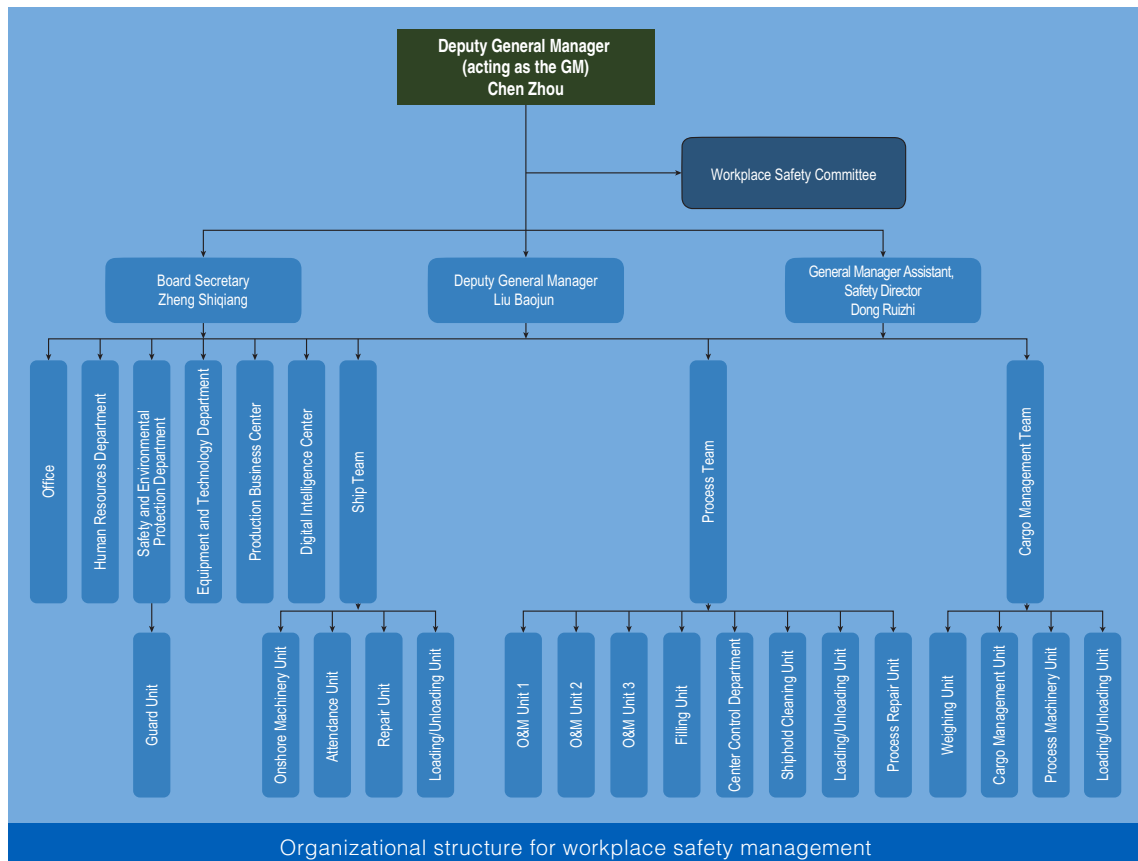 Deputy General Manager
(acting as the GM)
Chen Zhou
Workplace Safety Committee
Board Secretary
Zheng Shiqiang
Deputy General Manager
Liu Baojun
General Manager Assistant,
Safety Director
Dong Ruizhi
Office
Human Resources Department
Safety and Environmental
Protection Department
Equipment and Technology Department
Production Business Center
Digital Intelligence Center
Ship Team
Process Team
Cargo Management Team
Guard Unit
Onshore Machinery Unit
Attendance Unit
Repair Unit
Loading/Unloading Unit
O&M Unit 1
O&M Unit 2
O&M Unit 3
Filling Unit
Center Control Department
Shiphold Cleaning Unit
Loading/Unloading Unit
Process Repair Unit
Weighing Unit
Cargo Management Unit
Process Machinery Unit
Loading/Unloading Unit
Organizational structure for workplace safety management